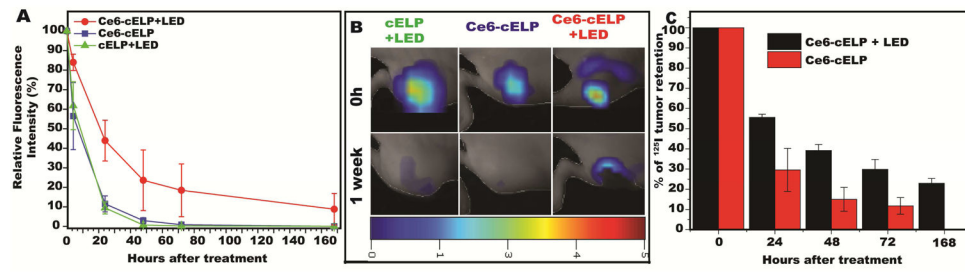 A
Ce6-cELP+LED
Ce6-cELP
cELP+LED
Relative Fluorescence
Intensity (%)
100
90
80
70
60
50
40
30
20
10
0
0 20 40 60 80 100 120 140 160
Hours after treatment
B
cELP
+LED
Ce6-cELP
Ce6-cELP
+LED
0h
1 week
0 1 3 4 5
C
Ce6-cELP + LED
Ce6-cELP
% of ¹²⁵I tumor retention
100
90
80
70
60
50
40
30
20
10
0
0 24 48 72 168
Hours after treatment